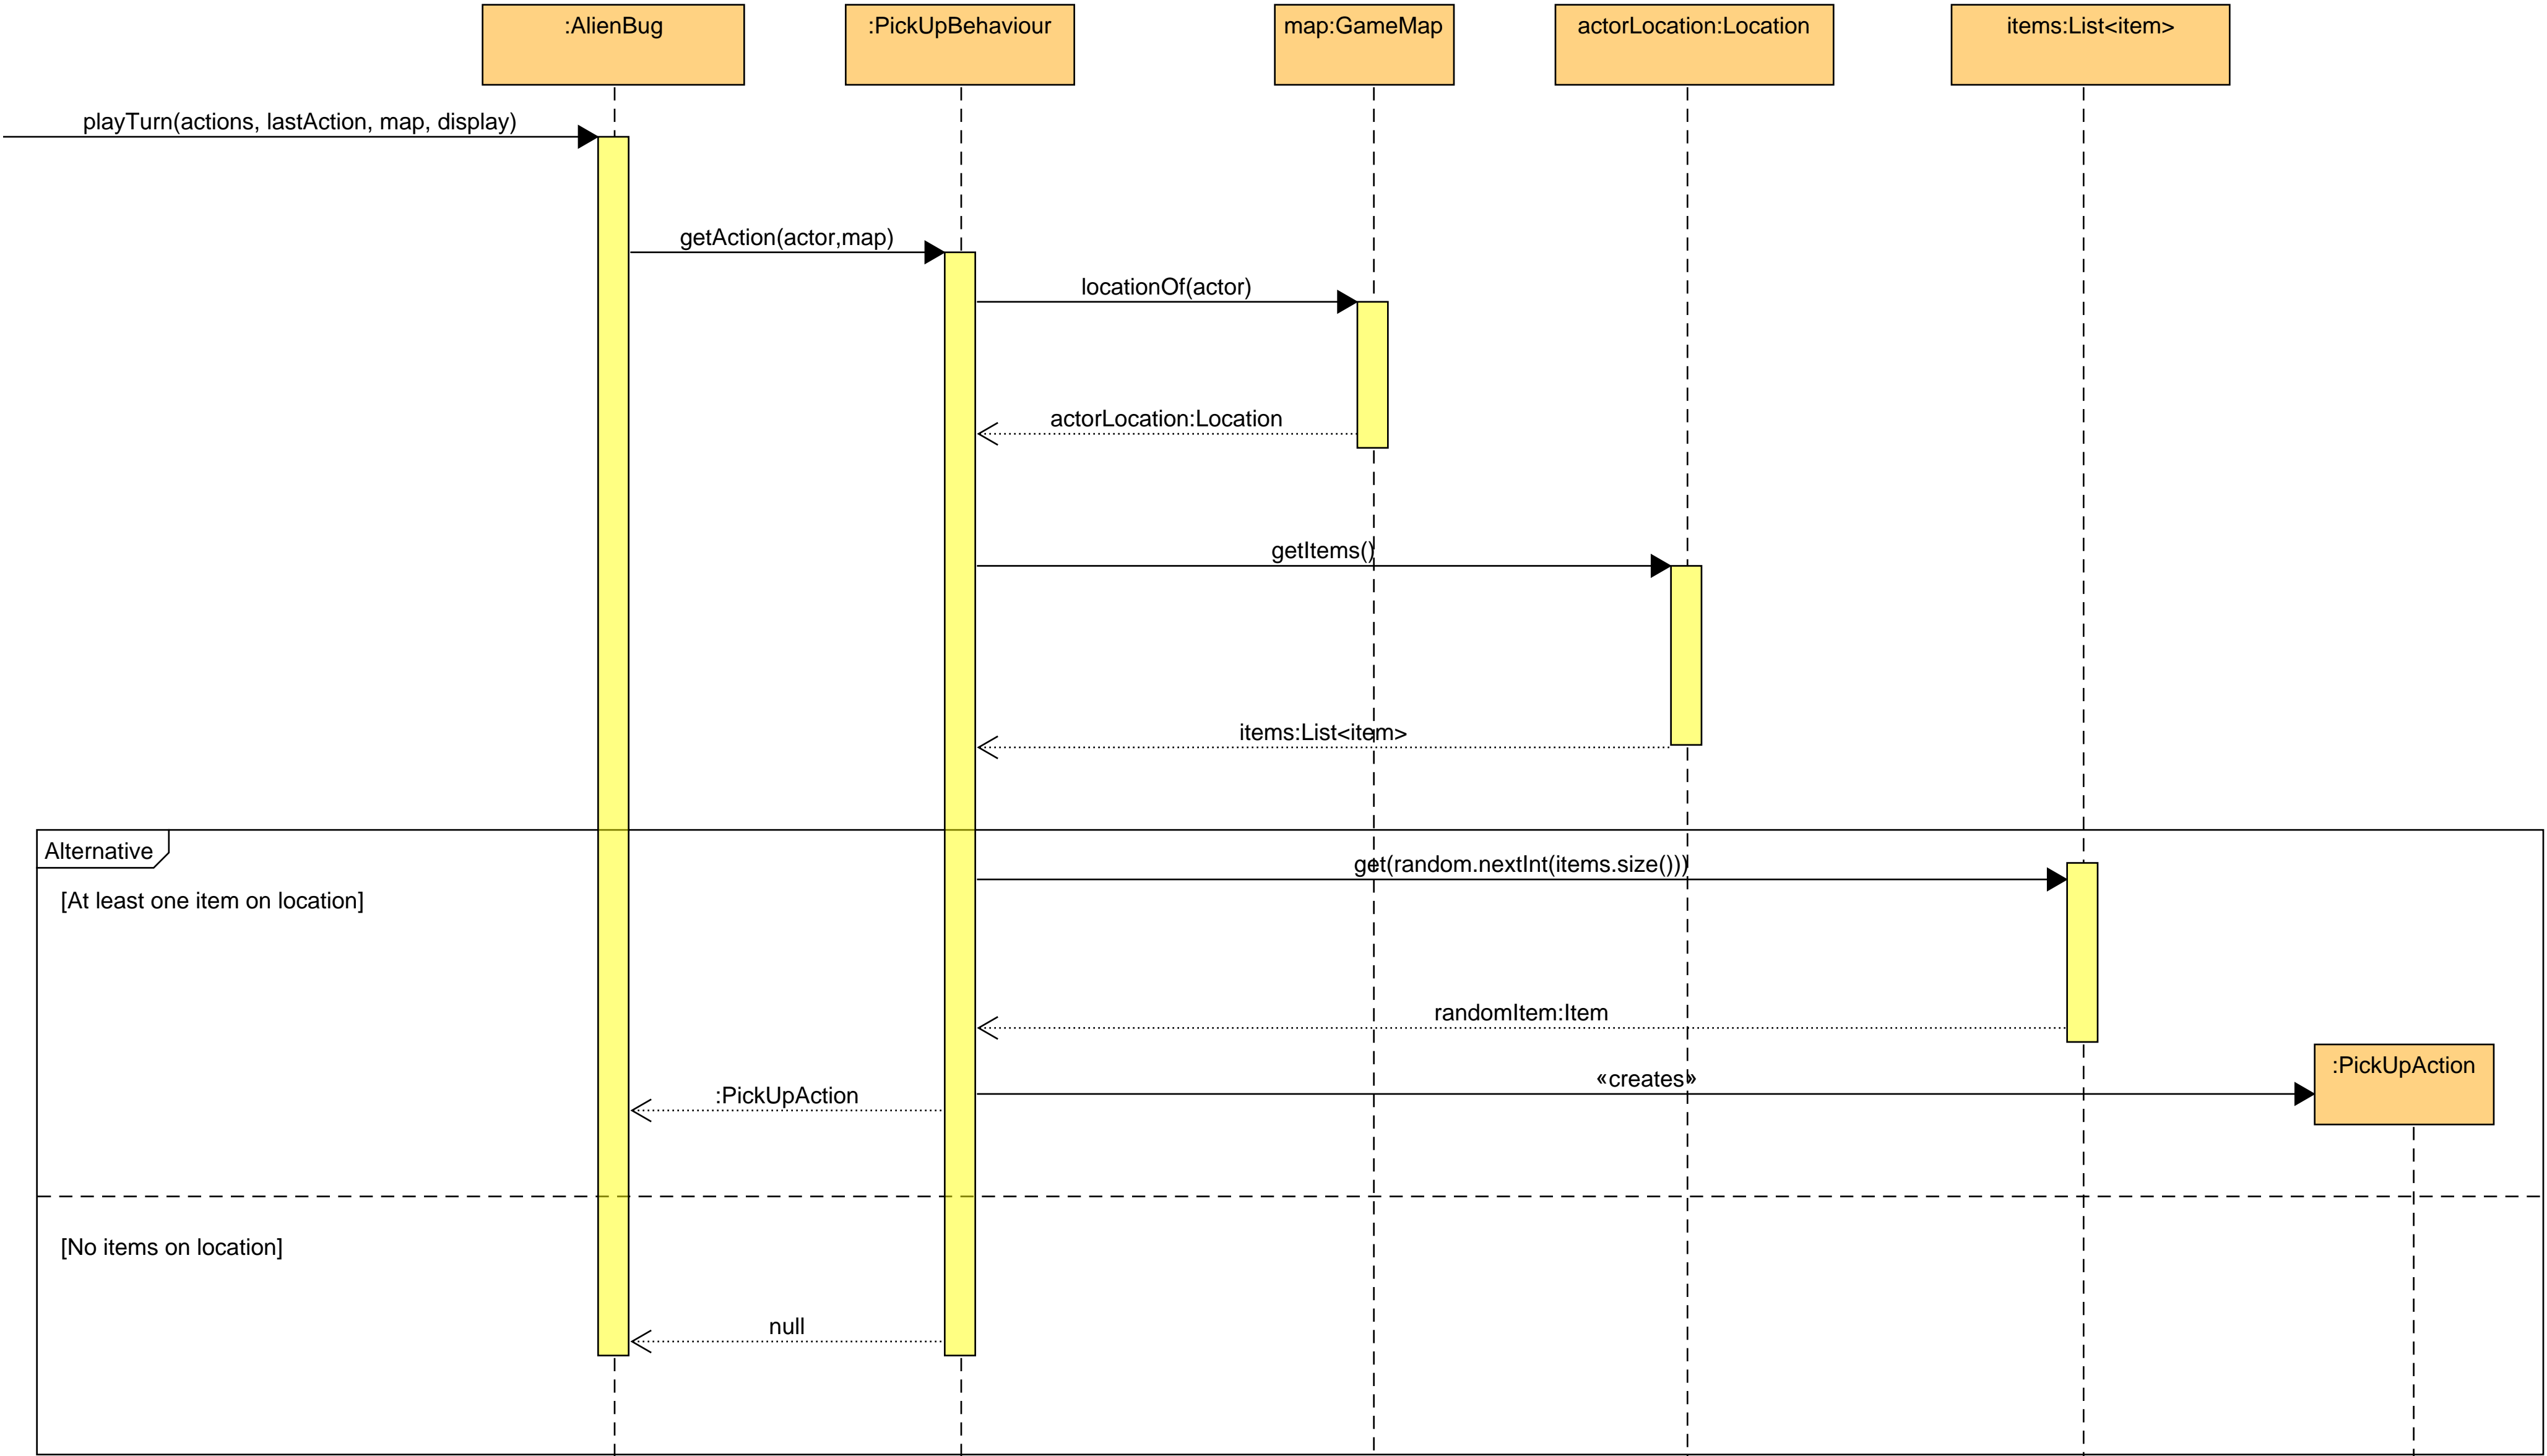 :AlienBug
:PickUpBehaviour
map:GameMap
actorLocation:Location
items:List<item>
playTurn(actions, lastAction, map, display)
getAction(actor,map)
locationOf(actor)
actorLocation:Location
getItems()
items:List<item>
Alternative
get(random.nextInt(items.size()))
[At least one item on location]
randomItem:Item
:PickUpAction
«creates»
:PickUpAction
[No items on location]
null